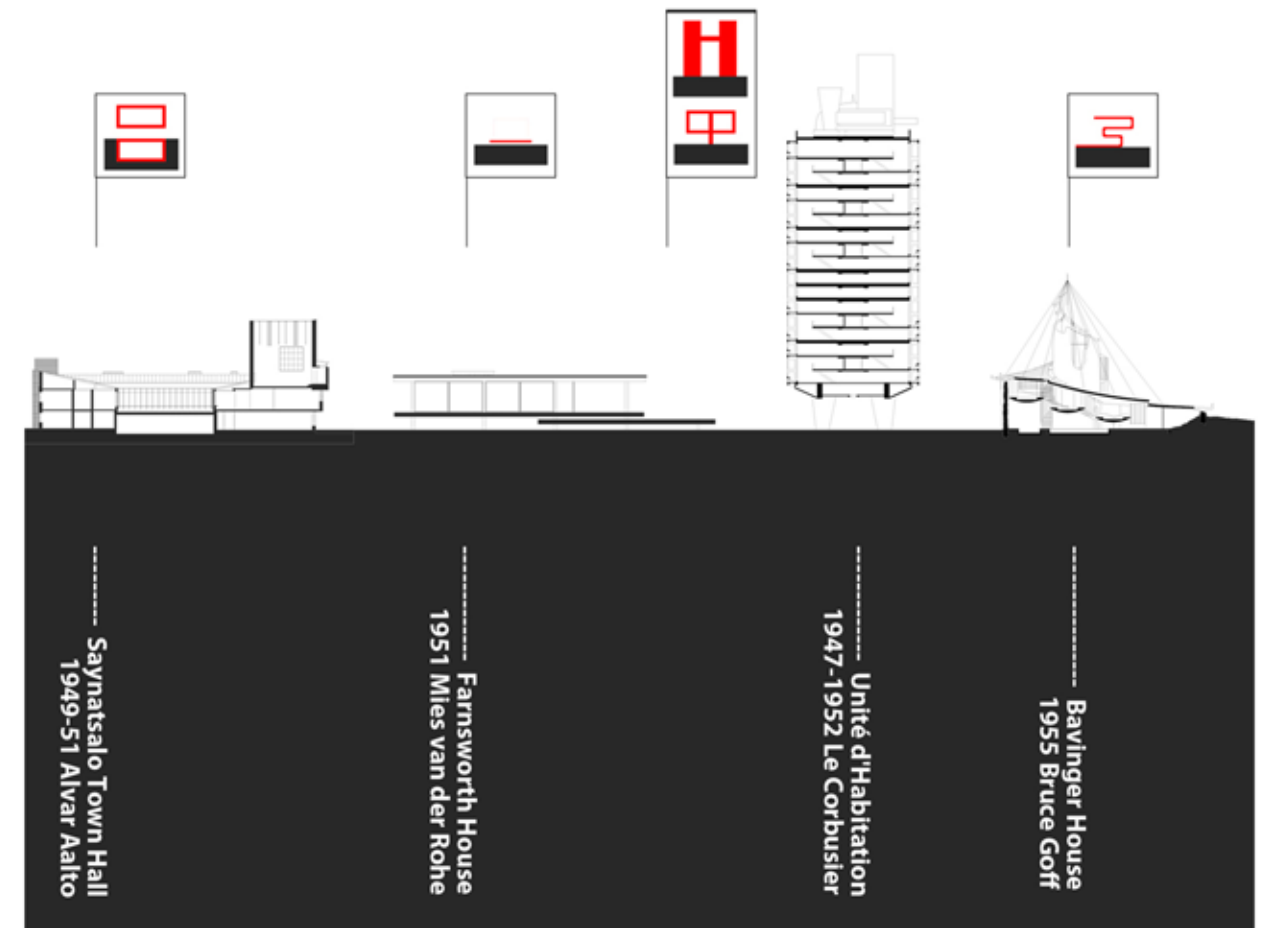 Saynatsalo Town Hall
1949-51 Alvar Aalto
Farnsworth House
1951 Mies van der Rohe
Unité d'Habitation
1947-1952 Le Corbusier
Bavinger House
1955 Bruce Goff